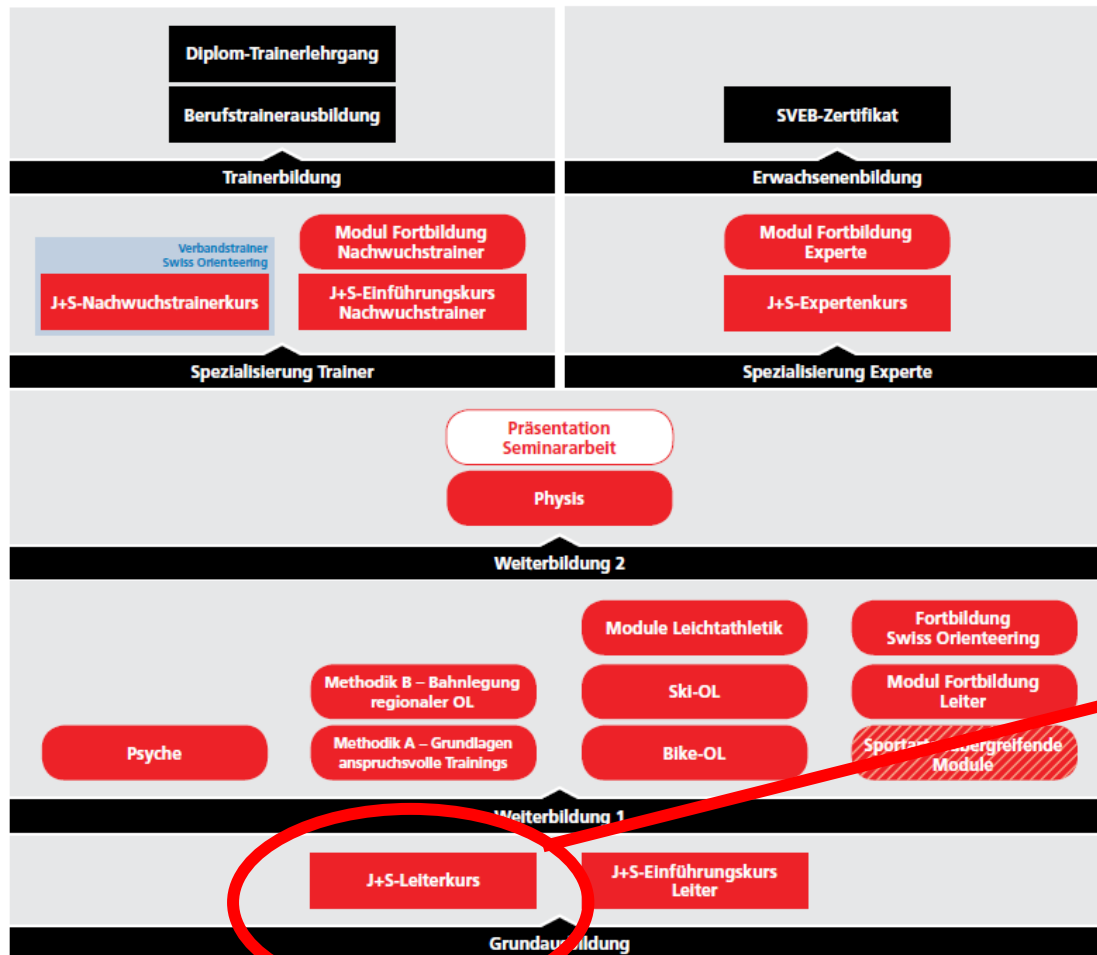 Diplom-Trainerlehrgang
Berufstrainerausbildung
SVEB-Zertifikat
Trainerbildung
Erwachsenenbildung
Verbandstrainer
Swiss Orienteering
J+S-Nachwuchstrainerkurs
Modul Fortbildung
Nachwuchstrainer
J+S-Einführungskurs
Nachwuchstrainer
Modul Fortbildung
Experte
J+S-Expertenkurs
Spezialisierung Trainer
Spezialisierung Experte
Präsentation
Seminararbeit
Physis
Weiterbildung 2
Module Leichtathletik
Fortbildung
Swiss Orienteering
Methodik B – Bahnlegung
regionaler OL
Ski-OL
Modul Fortbildung
Leiter
Psyche
Methodik A – Grundlagen
anspruchsvolle Trainings
Bike-OL
Sportartenübergreifende
Module
Weiterbildung 1
J+S-Leiterkurs
J+S-Einführungskurs
Leiter
Grundausbildung